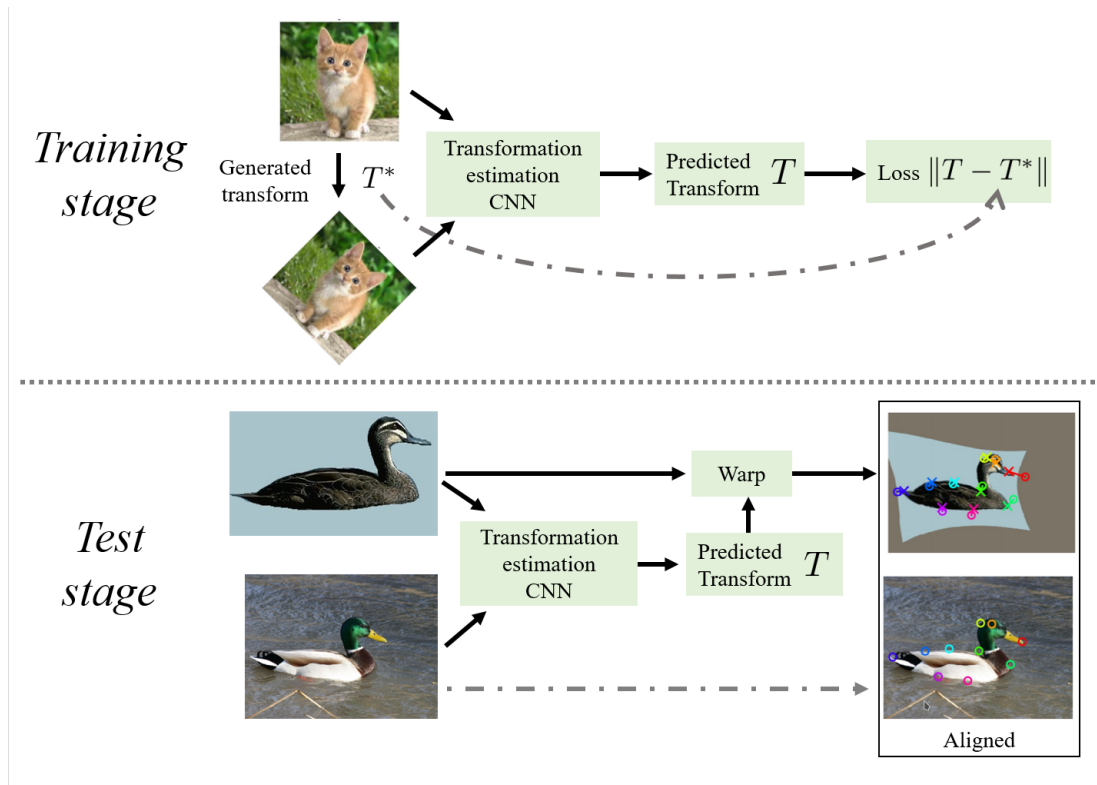 Training
stage
Generated
transform
T*
Transformation
estimation
CNN
Predicted
Transform T
Loss ‖T − T*‖
Test
stage
Warp
Transformation
estimation
CNN
Predicted
Transform T
Aligned